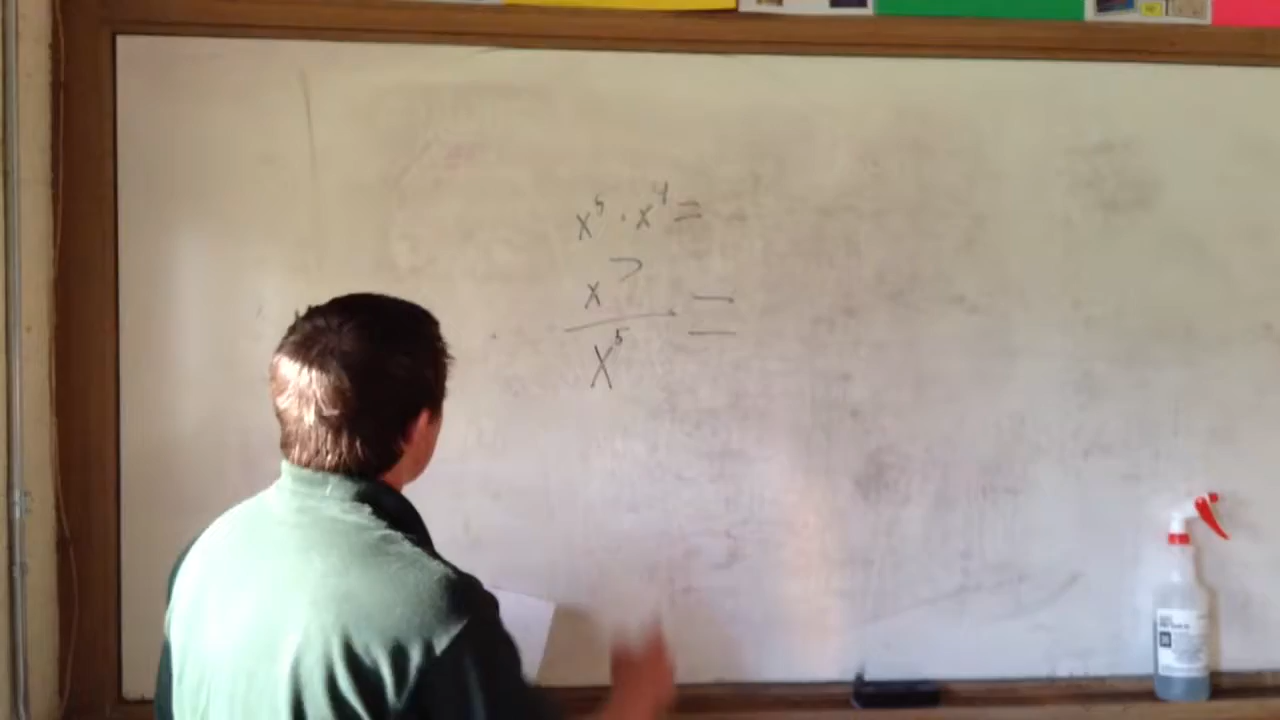 x⁵ · x⁴ =
x⁷
— =
x⁵